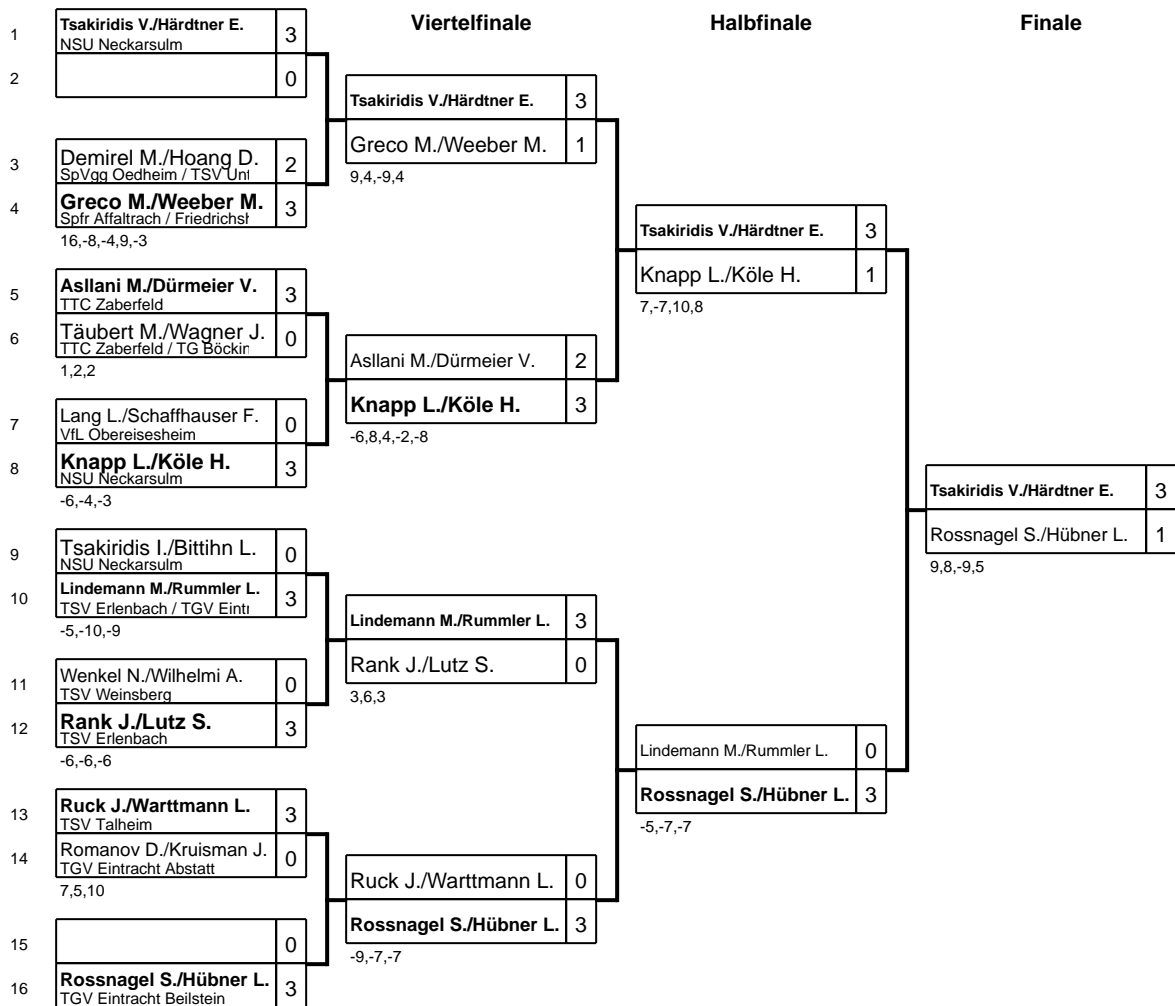 Viertelfinale
Halbfinale
Finale
1
Tsakiridis V./Härdtner E.
NSU Neckarsulm
3
2
0
3
Demirel M./Hoang D.
SpVgg Oedheim / TSV Unt
2
4
Greco M./Weeber M.
Spfr Affaltrach / Friedrichsh
3
16,-8,-4,9,-3
5
Asllani M./Dürmeier V.
TTC Zaberfeld
3
6
Täubert M./Wagner J.
TTC Zaberfeld / TG Böckin
0
1,2,2
7
Lang L./Schaffhauser F.
VfL Obereisesheim
0
8
Knapp L./Köle H.
NSU Neckarsulm
3
-6,-4,-3
9
Tsakiridis I./Bittihn L.
NSU Neckarsulm
0
10
Lindemann M./Rummler L.
TSV Erlenbach / TGV Eintr
3
-5,-10,-9
11
Wenkel N./Wilhelmi A.
TSV Weinsberg
0
12
Rank J./Lutz S.
TSV Erlenbach
3
-6,-6,-6
13
Ruck J./Warttmann L.
TSV Talheim
3
14
Romanov D./Kruisman J.
TGV Eintracht Abstatt
0
7,5,10
15
0
16
Rossnagel S./Hübner L.
TGV Eintracht Beilstein
3
Tsakiridis V./Härdtner E.
3
Greco M./Weeber M.
1
9,4,-9,4
Asllani M./Dürmeier V.
2
Knapp L./Köle H.
3
-6,8,4,-2,-8
Lindemann M./Rummler L.
3
Rank J./Lutz S.
0
3,6,3
Ruck J./Warttmann L.
0
Rossnagel S./Hübner L.
3
-9,-7,-7
Tsakiridis V./Härdtner E.
3
Knapp L./Köle H.
1
7,-7,10,8
Lindemann M./Rummler L.
0
Rossnagel S./Hübner L.
3
-5,-7,-7
Tsakiridis V./Härdtner E.
3
Rossnagel S./Hübner L.
1
9,8,-9,5